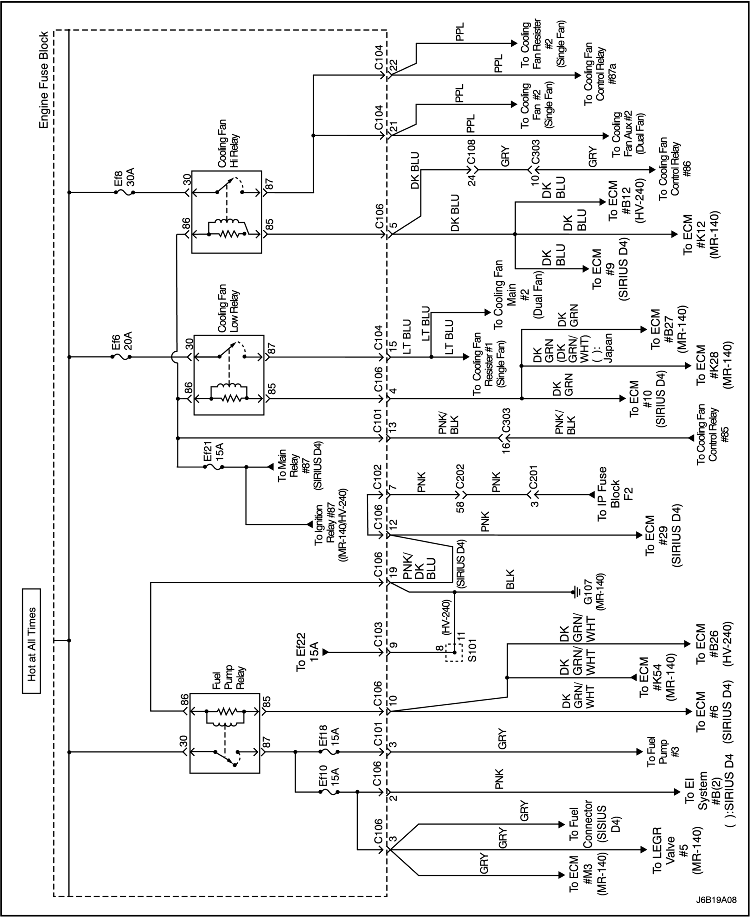 Engine Fuse Block
Hot at All Times
Ef8
30A
Cooling Fan
Hi Relay
30
87
86
85
C104
22
PPL
To Cooling
Fan Resister
#2
(Single Fan)
PPL
To Cooling Fan
Control Relay
#87a
C104
21
PPL
To Cooling
Fan #2
(Single Fan)
PPL
To Cooling
Fan Aux #2
(Dual Fan)
C106
5
DK BLU
24
C108
GRY
10
C303
GRY
To Cooling Fan
Control Relay
#86
DK BLU
DK
BLU
To ECM
#B12
(HV-240)
DK
BLU
To ECM
#K12
(MR-140)
DK
BLU
To ECM
#9
(SIRIUS D4)
Ef6
20A
Cooling Fan
Low Relay
30
87
86
85
C104
15
LT BLU
LT BLU
To Cooling Fan
Main
#2
(Dual Fan)
LT BLU
To Cooling Fan
Resister #1
(Single Fan)
C106
4
DK
GRN
To ECM
#B27
(MR-140)
DK
GRN
(DK
GRN/
WHT)
( ):
Japan
To ECM
#K28
(MR-140)
DK
GRN
To ECM
#10
(SIRIUS D4)
C101
13
PNK/
BLK
16
C303
PNK/
BLK
To Cooling Fan
Control Relay
#85
Ef21
15A
To Main
Relay
#87
(SIRIUS D4)
To Ignition
Relay #87
((MR-140/HV-240)
C102
7
PNK
58
C202
PNK
3
C201
To IP Fuse
Block
F2
C106
12
PNK
To ECM
#29
(SIRIUS D4)
C106
19
PNK/
DK
BLU
(SIRIUS D4)
BLK
G107
(MR-140)
(HV-240)
8
11
S101
To Ef22
15A
C103
9
Fuel
Pump
Relay
86
85
30
87
C106
10
DK
GRN/
WHT
To ECM
#B26
(HV-240)
DK
GRN/
WHT
To ECM
#K54
(MR-140)
DK
GRN/
WHT
To ECM
#6
(SIRIUS D4)
Ef18
15A
C101
3
GRY
To Fuel
Pump
#3
Ef10
15A
C106
2
PNK
To EI
System
#B(2)
( ):SIRIUS D4
C106
3
GRY
To Fuel
Connector
(SISIUS
D4)
GRY
To LEGR
Valve
#5
(MR-140)
GRY
To ECM
#M3
(MR-140)
J6B19A08